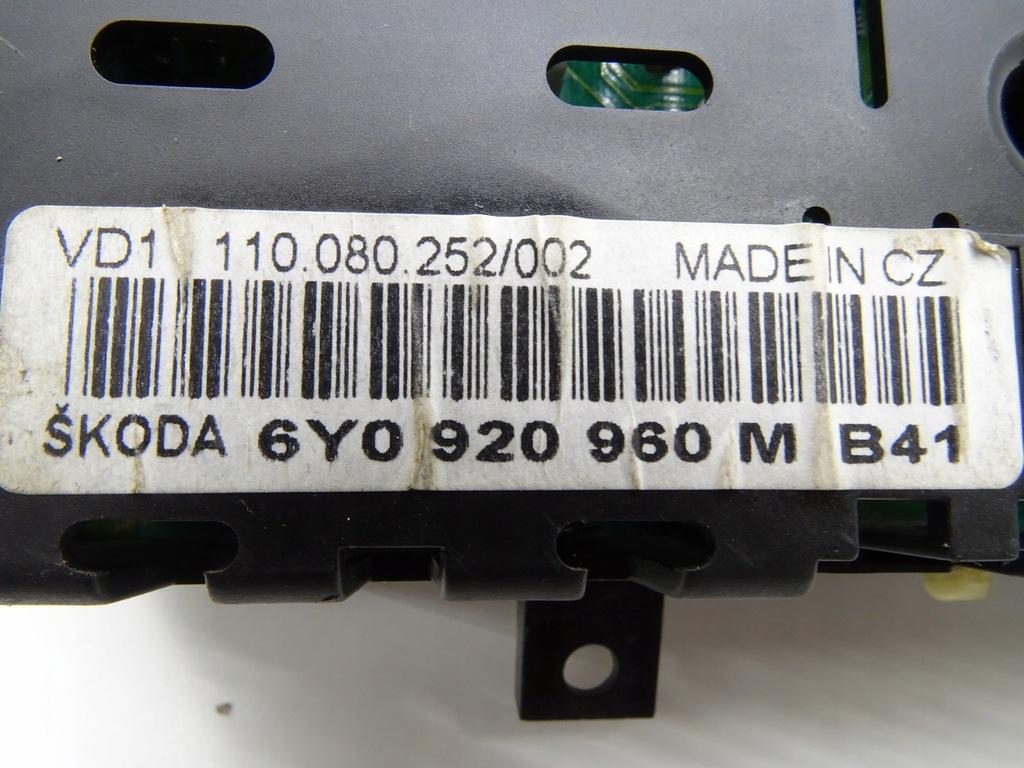 VD1 110.080.252/002 MADE IN CZ
ŠKODA 6Y0 920 960 M B41